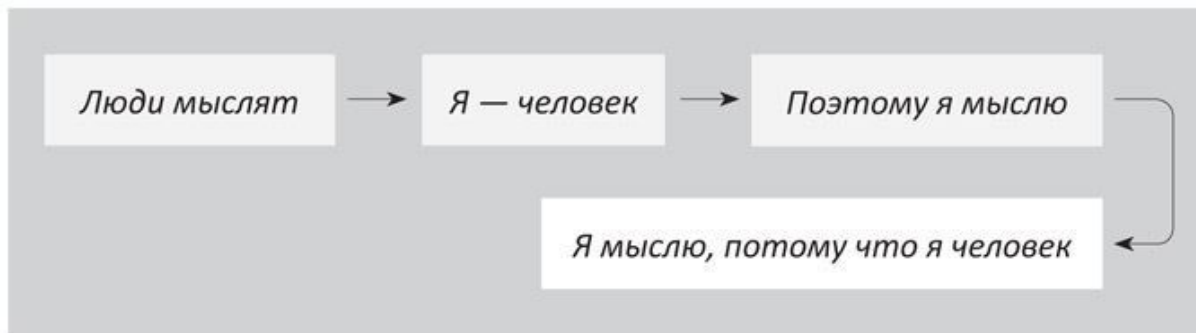 Люди мыслят
Я — человек
Поэтому я мыслю
Я мыслю, потому что я человек